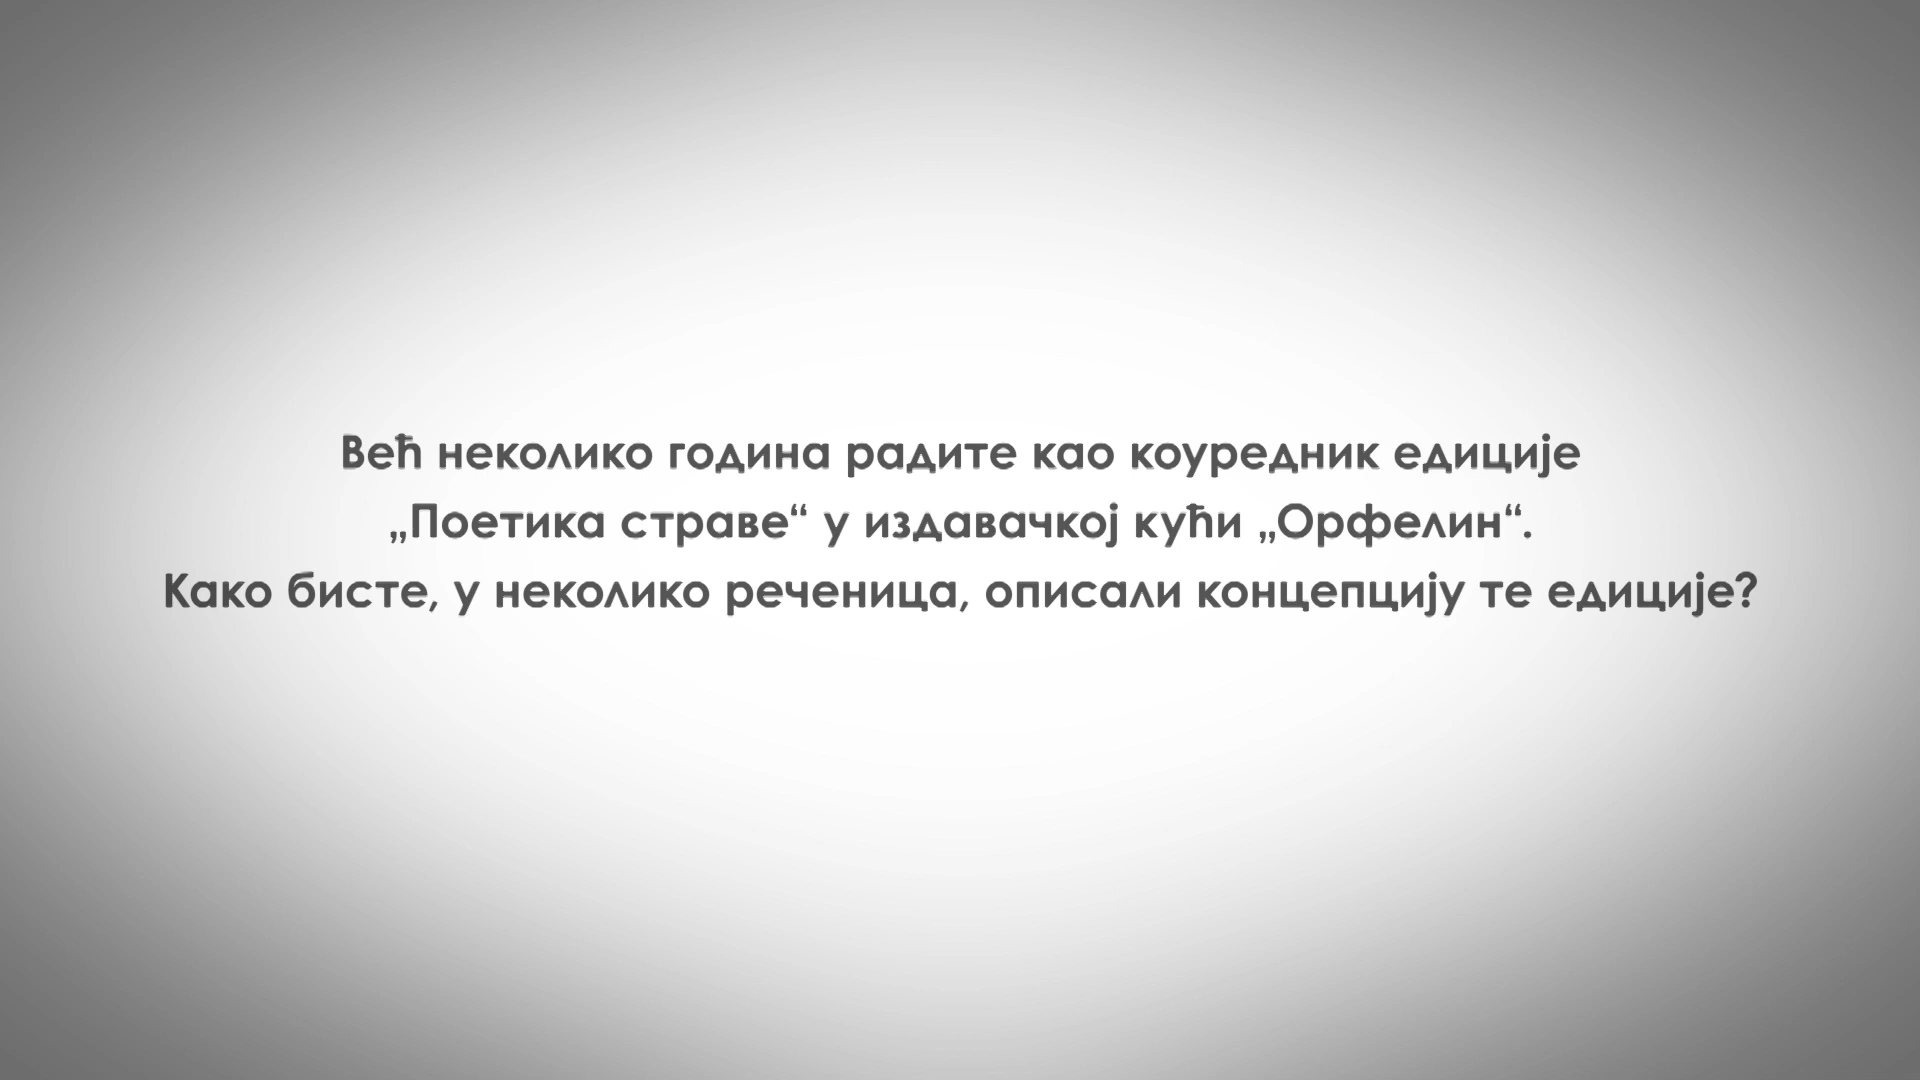 Већ неколико година радите као коуредник едиције
„Поетика страве“ у издавачкој кући „Орфелин“.
Како бисте, у неколико реченица, описали концепцију те едиције?